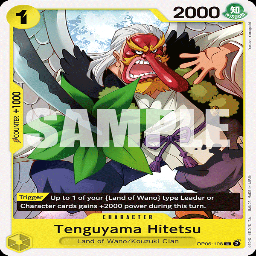 1
2000
知
COUNTER +1000
SAMPLE
Trigger Up to 1 of your {Land of Wano} type Leader or
Character cards gains +2000 power during this turn.
CHARACTER
Tenguyama Hitetsu
Land of Wano/Kouzuki Clan